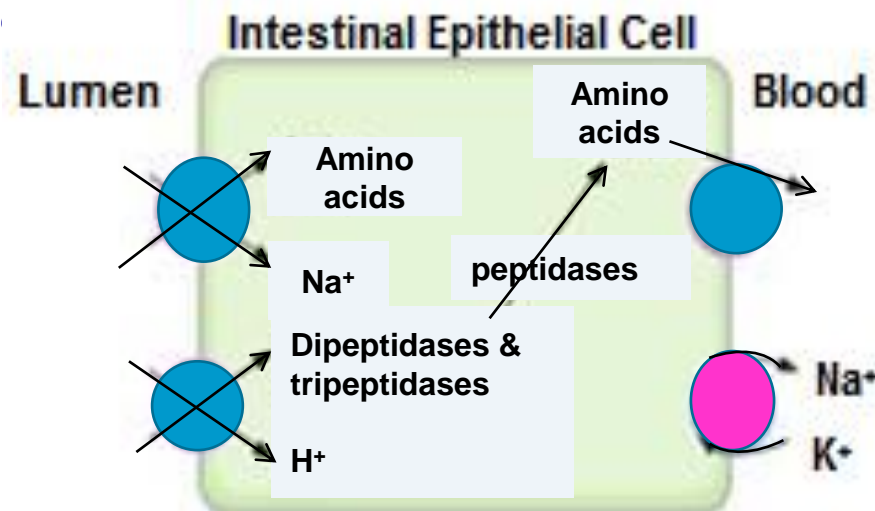 Intestinal Epithelial Cell
Lumen
Blood
Amino
acids
Amino
acids
Na⁺
peptidases
Dipeptidases &
tripeptidases
H⁺
Na⁺
K⁺